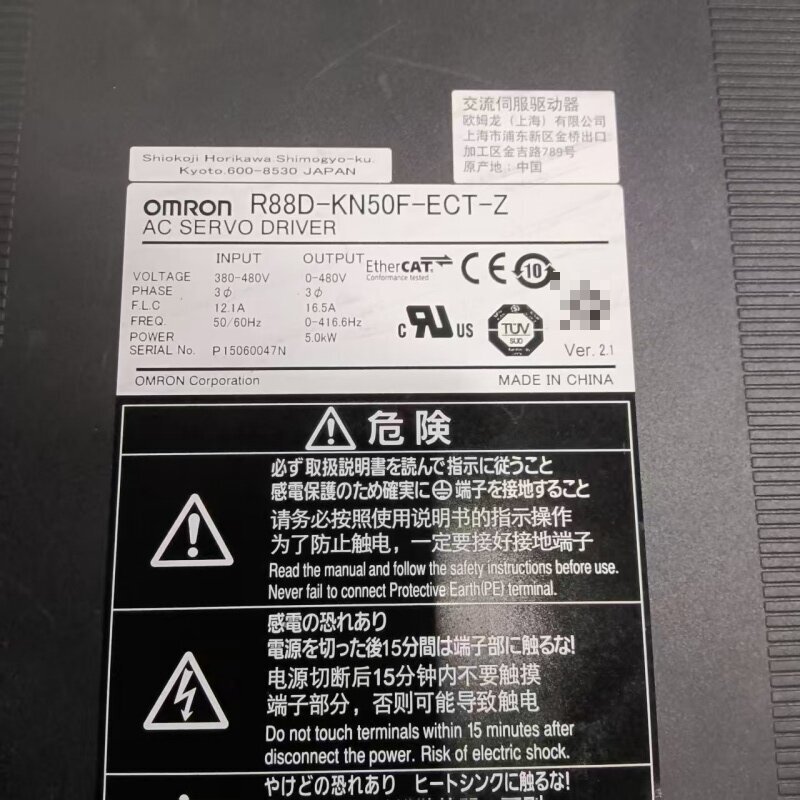 交流伺服驱动器
欧姆龙（上海）有限公司
上海市浦东新区金桥出口
加工区金吉路789号
原产地：中国
Shiokoji Horikawa Shimogyo-ku.
Kyoto.600-8530 JAPAN
OMRON R88D-KN50F-ECT-Z
AC SERVO DRIVER
INPUT OUTPUT
VOLTAGE 380-480V 0-480V
PHASE 3φ 3φ
F.L.C 12.1A 16.5A
FREQ. 50/60Hz 0-416.6Hz
POWER 5.0kW
SERIAL No. P15060047N
EtherCAT
Conformance tested
CE 10
c RU US
TÜV
SÜD
Ver. 2.1
OMRON Corporation MADE IN CHINA
危険
必ず取扱説明書を読んで指示に従うこと
感電保護のため確実に端子を接地すること
请务必按照使用说明书的指示操作
为了防止触电，一定要接好接地端子
Read the manual and follow the safety instructions before use.
Never fail to connect Protective Earth(PE) terminal.
感電の恐れあり
電源を切った後15分間は端子部に触るな!
电源切断后15分钟内不要触摸
端子部分，否则可能导致触电
Do not touch terminals within 15 minutes after
disconnect the power. Risk of electric shock.
やけどの恐れあり ヒートシンクに触るな!